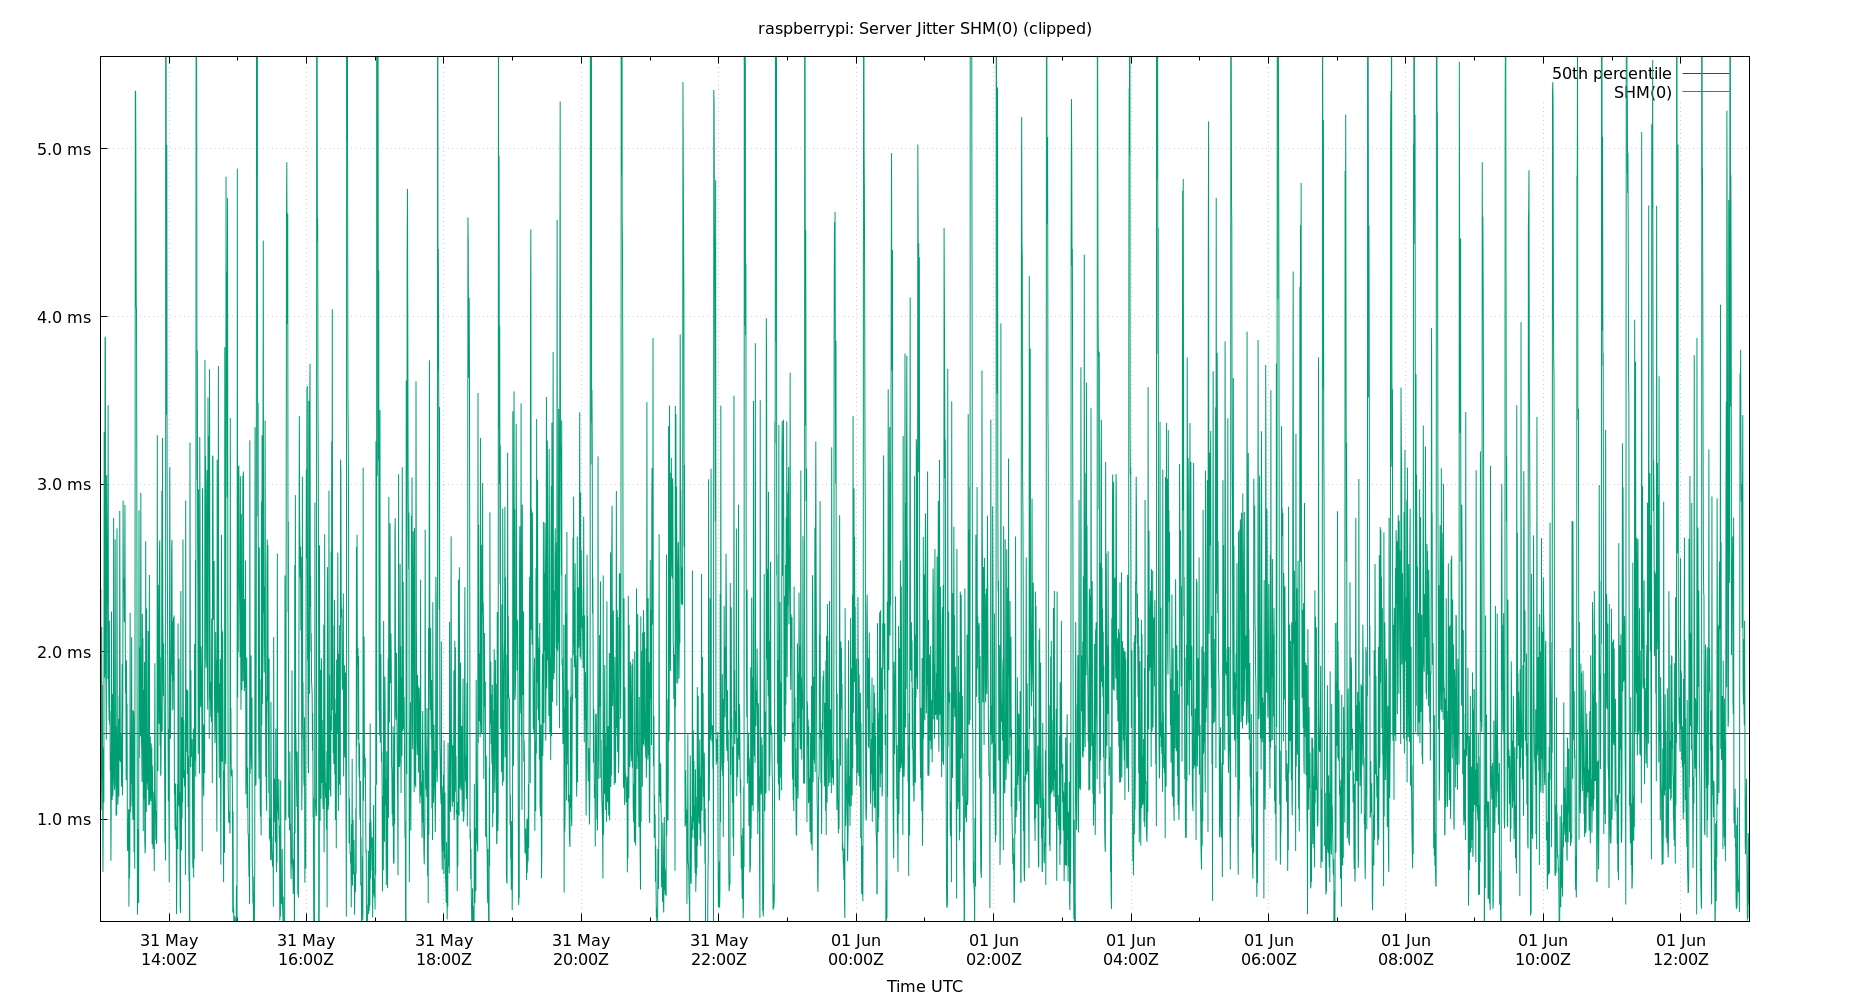 raspberrypi: Server Jitter SHM(0) (clipped)
50th percentile
SHM(0)
5.0 ms
4.0 ms
3.0 ms
2.0 ms
1.0 ms
31 May 31 May 31 May 31 May 31 May 01 Jun 01 Jun 01 Jun 01 Jun 01 Jun 01 Jun 01 Jun
14:00Z 16:00Z 18:00Z 20:00Z 22:00Z 00:00Z 02:00Z 04:00Z 06:00Z 08:00Z 10:00Z 12:00Z
Time UTC